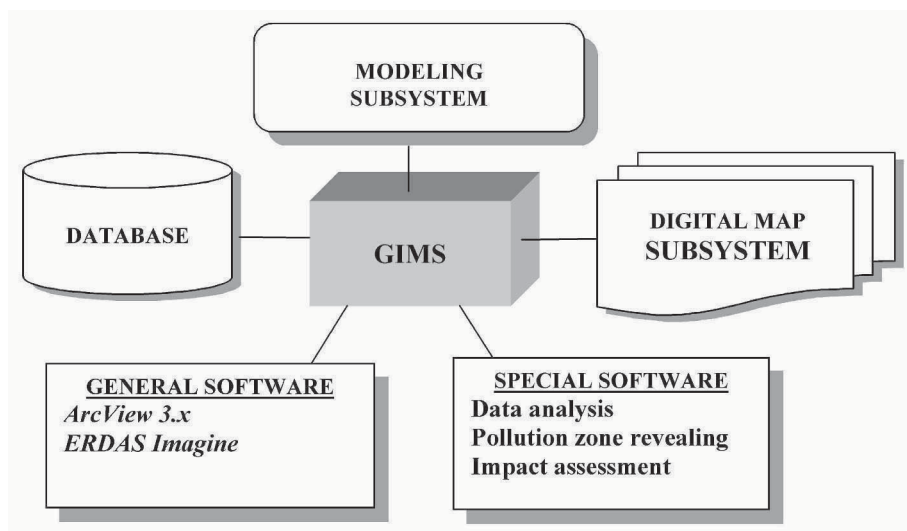 MODELING
SUBSYSTEM
DATABASE
GIMS
DIGITAL MAP
SUBSYSTEM
GENERAL SOFTWARE
ArcView 3.x
ERDAS Imagine
SPECIAL SOFTWARE
Data analysis
Pollution zone revealing
Impact assessment